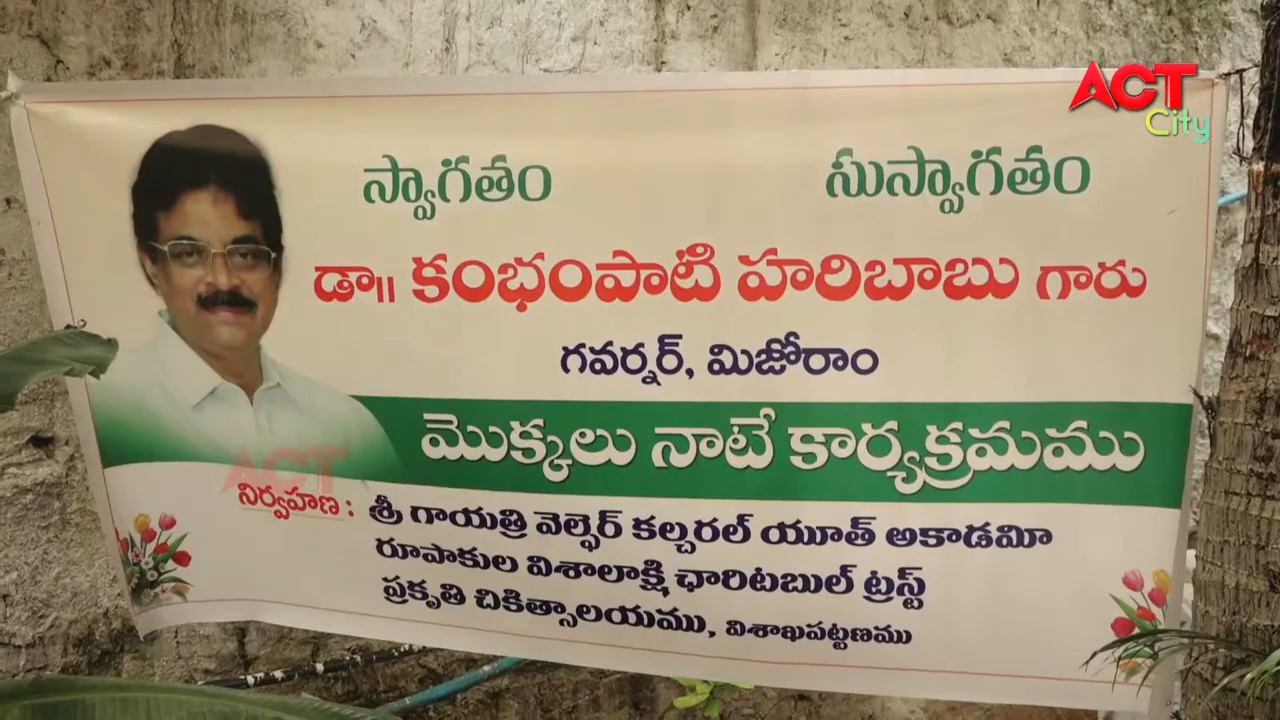 ACT
City
స్వాగతం సుస్వాగతం
డా॥ కంభంపాటి హరిబాబు గారు
గవర్నర్, మిజోరాం
మొక్కలు నాటే కార్యక్రమము
ACT
నిర్వహణ : శ్రీ గాయత్రి వెల్ఫేర్ కల్చరల్ యూత్ అకాడమీ
రూపాకుల విశాలాక్షి ఛారిటబుల్ ట్రస్ట్
ప్రకృతి చికిత్సాలయము, విశాఖపట్టణము